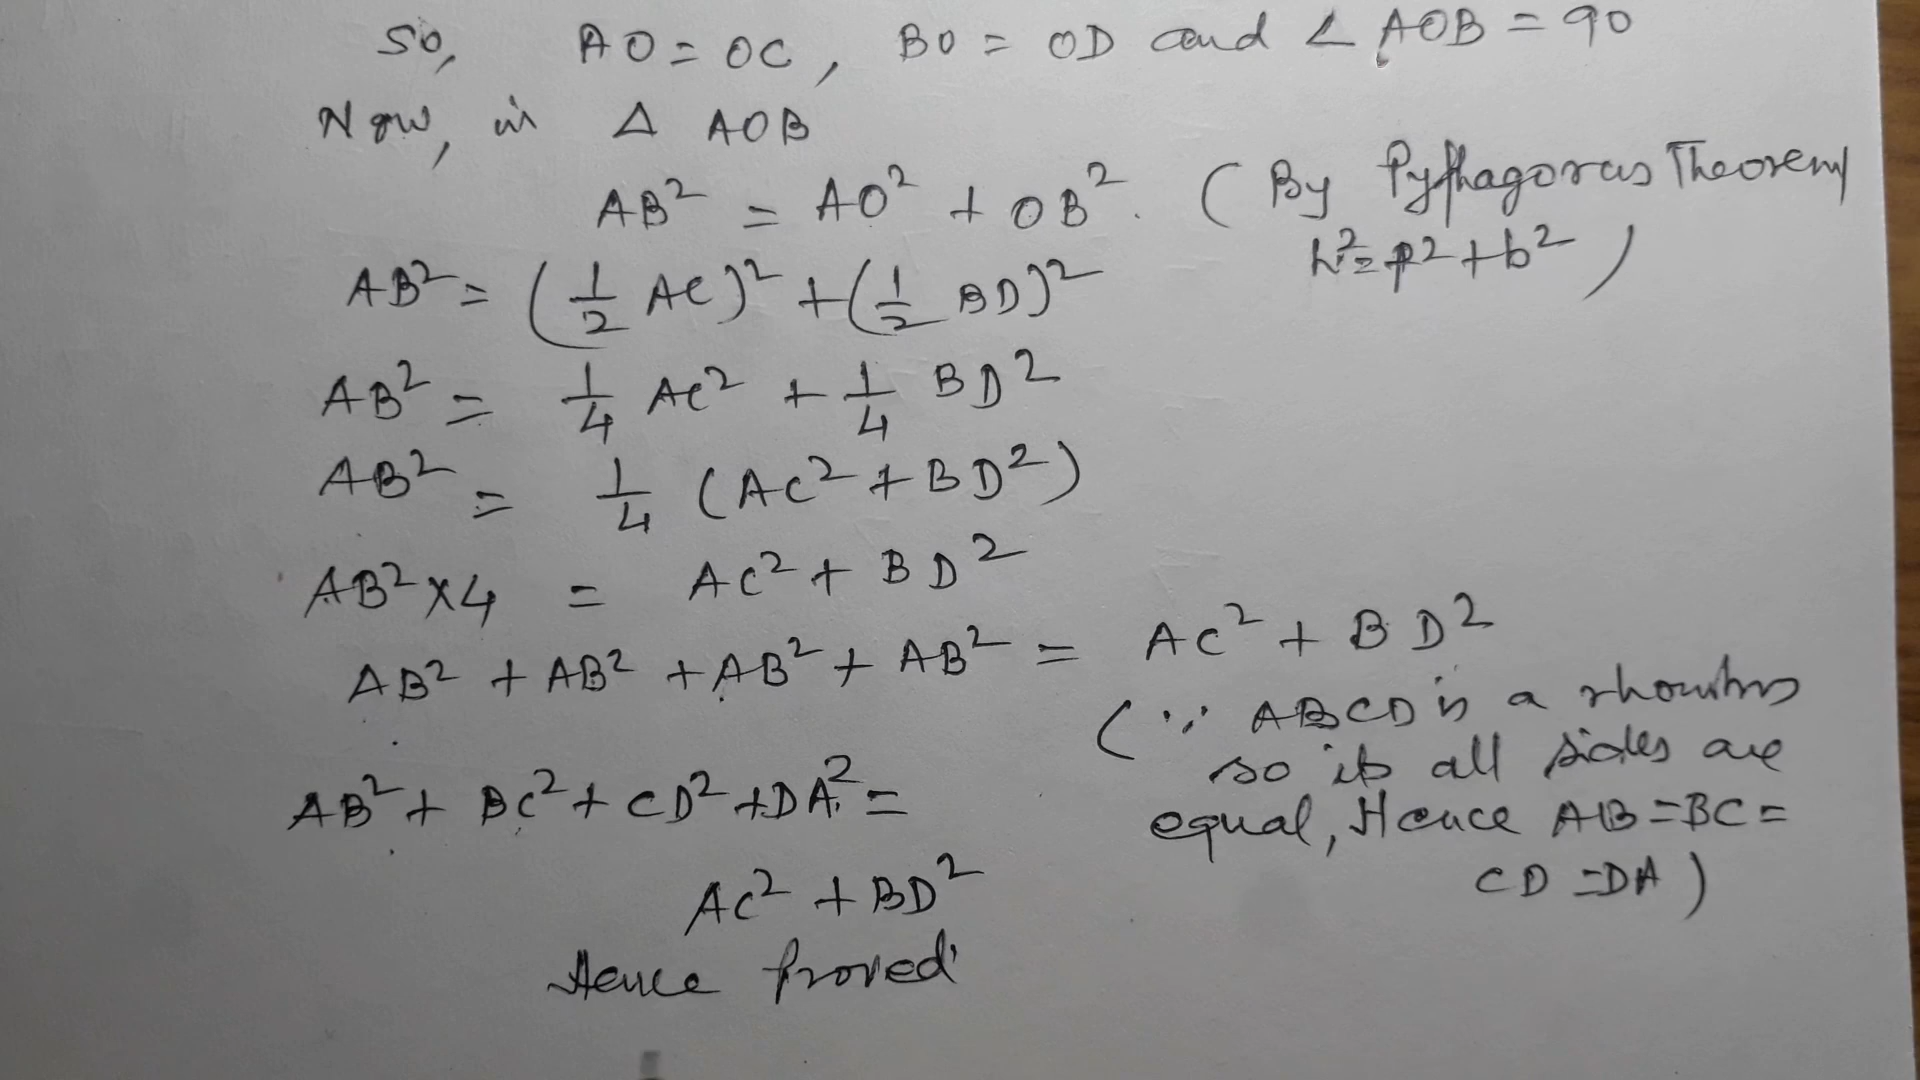 So, AO = OC, BO = OD and ∠ AOB = 90
Now, in Δ AOB
AB² = AO² + OB². (By Pythagoras Theorem
h² = p² + b²)
AB² = (1/2 AC)² + (1/2 BD)²
AB² = 1/4 AC² + 1/4 BD²
AB² = 1/4 (AC² + BD²)
AB² × 4 = AC² + BD²
AB² + AB² + AB² + AB² = AC² + BD²
(∵ ABCD is a rhombus
so its all sides are
equal, Hence AB = BC =
CD = DA)
AB² + BC² + CD² + DA² =
AC² + BD²
Hence proved